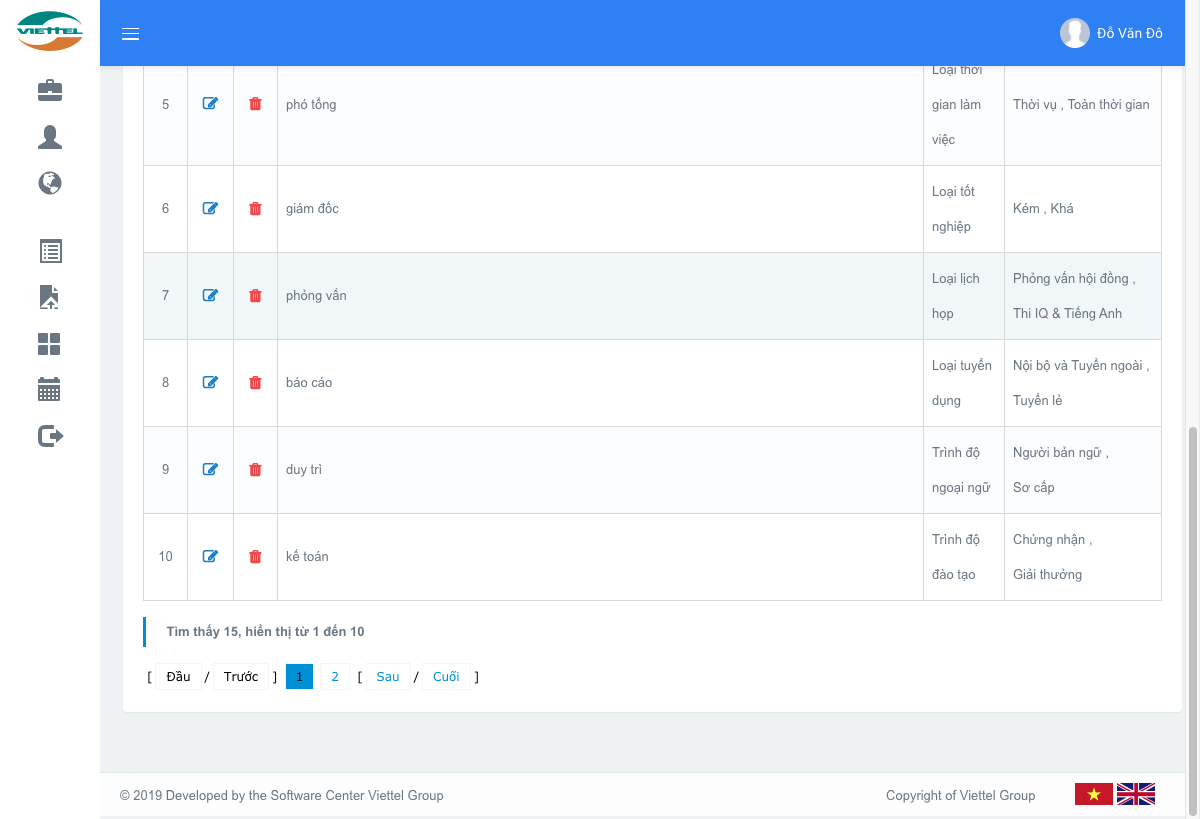 VIETTEL
Đỗ Văn Đô
Loại thời
5 phó tổng gian làm Thời vụ , Toàn thời gian
việc
Loại tốt
6 giám đốc Kém , Khá
nghiệp
Loại lịch Phỏng vấn hội đồng ,
7 phỏng vấn
họp Thi IQ & Tiếng Anh
Loại tuyển Nội bộ và Tuyển ngoài ,
8 báo cáo
dụng Tuyển lẻ
Trình độ Người bản ngữ ,
9 duy trì
ngoại ngữ Sơ cấp
Trình độ Chứng nhận ,
10 kế toán
đào tạo Giải thưởng
Tìm thấy 15, hiển thị từ 1 đến 10
[ Đầu / Trước ] 1 2 [ Sau / Cuối ]
© 2019 Developed by the Software Center Viettel Group Copyright of Viettel Group